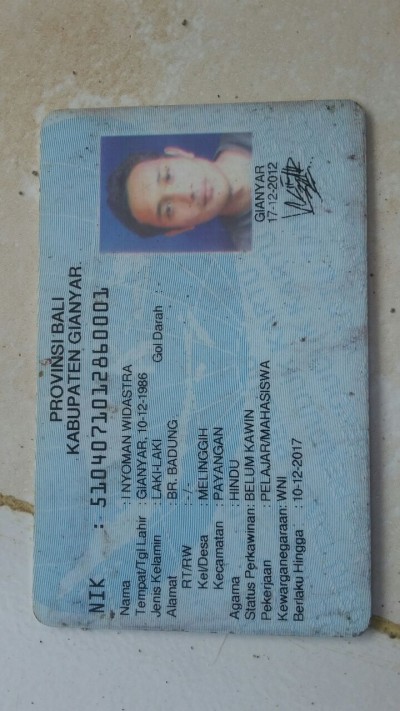 PROVINSI BALI
KABUPATEN GIANYAR
NIK : 5104071012860001
Nama : I NYOMAN WIDASTRA
Tempat/Tgl Lahir : GIANYAR, 10-12-1986
Jenis Kelamin : LAKI-LAKI Gol Darah :
Alamat : BR. BADUNG
RT/RW : - / -
Kel/Desa : MELINGGIH
Kecamatan : PAYANGAN
Agama : HINDU
Status Perkawinan: BELUM KAWIN
Pekerjaan : PELAJAR/MAHASISWA
Kewarganegaraan: WNI
Berlaku Hingga : 10-12-2017
GIANYAR
17-12-2012